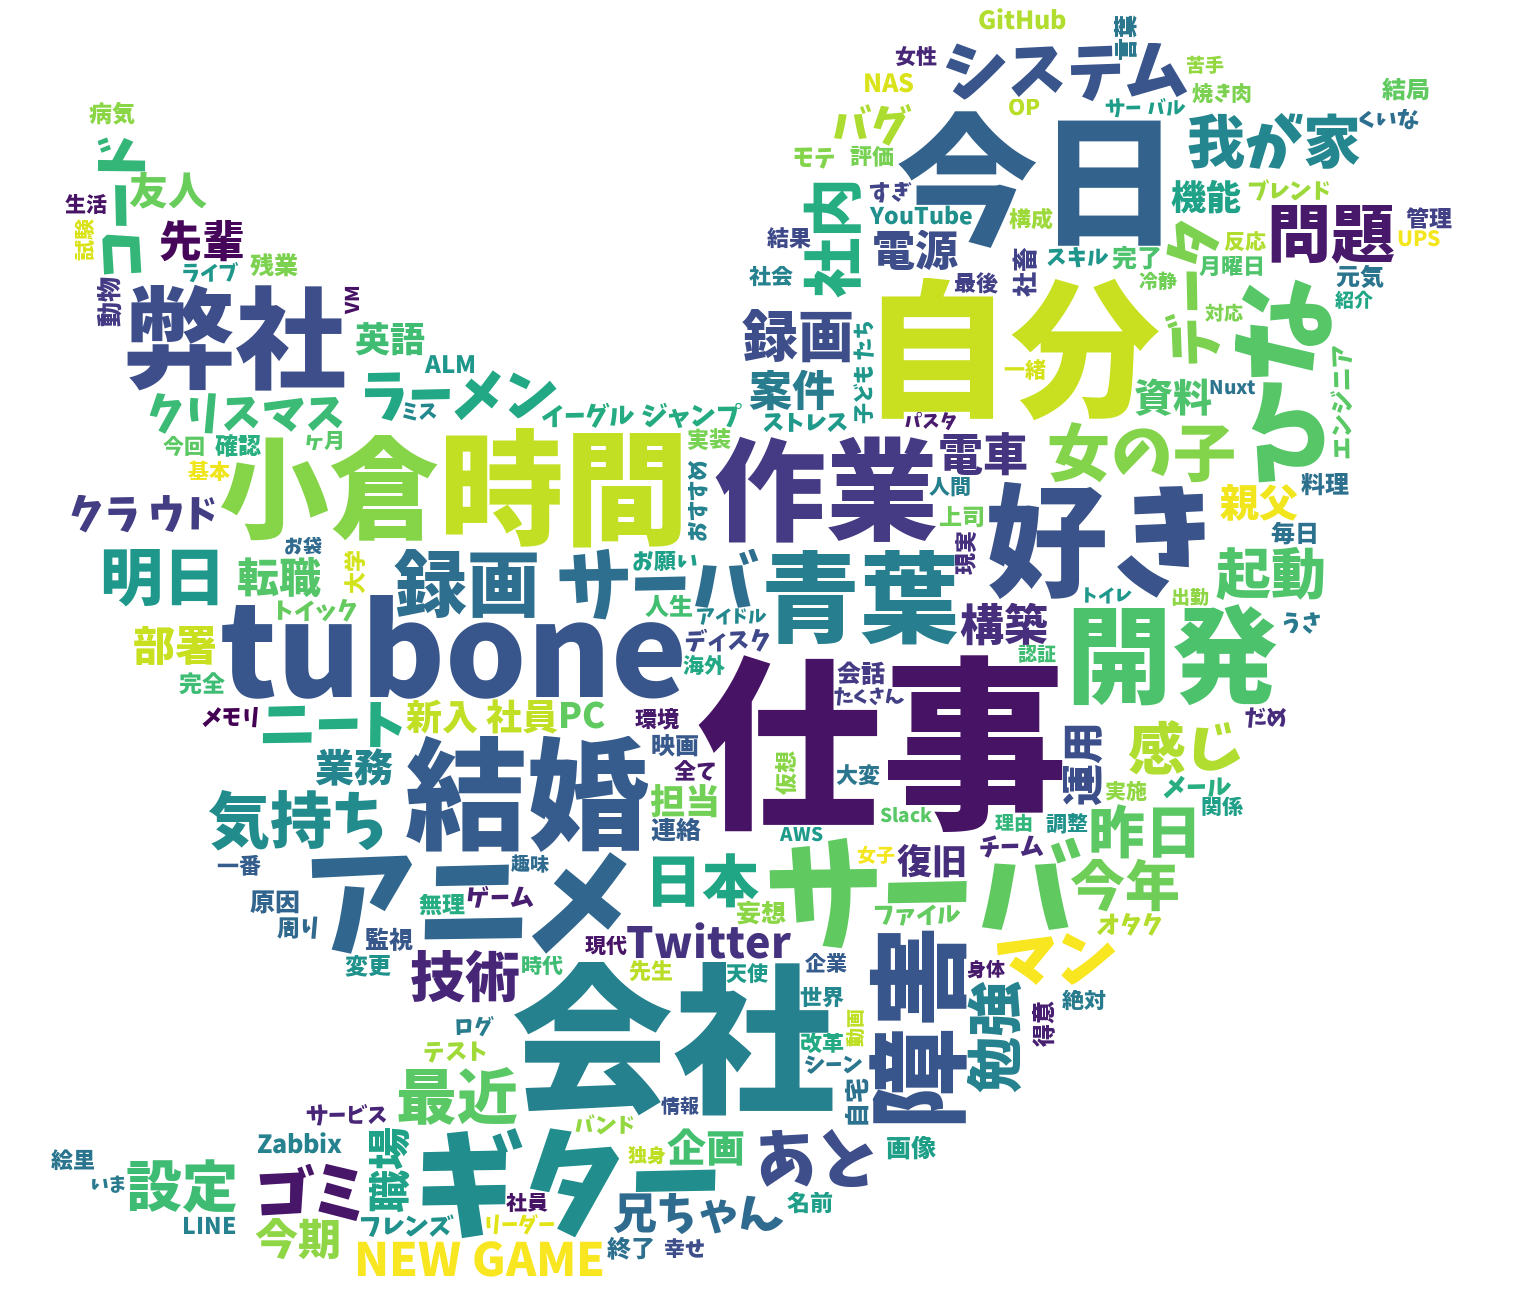 GitHub
言葉
女性
システム
苦手
NAS
焼き肉
結局
OP
サーバル
病気
バグ
今日
我が家
くいな
コード
モテ
評価
友人
社内
すぎ
機能
ブレンド
生活
YouTube
構成
問題
管理
試験
先輩
結果
電源
データ
反応
UPS
残業
社畜
スキル
完了
月曜日
ライブ
社会
最後
冷静
元気
動物
弊社
VM
自分
なら
紹介
録画
対応
英語
子どもたち
エンジニア
ALM
案件
一緒
資料
Nuxt
ラーメン
クリスマス
ミス
イーグルジャンプ
ストレス
パスタ
今回
確認
ヶ月
小倉
時間
実装
作業
電車
女の子
基本
おすすめ
人間
好き
親父
料理
クラウド
上司
毎日
お袋
現実
明日
転職
大学
録画サーバ
お願い
青葉
起動
トイック
人生
アイドル
トイレ
出勤
tubone
構築
開発
うさ
部署
ディスク
認証
完全
海外
仕事
会話
たくさん
メモリ
ニート
新入社員
PC
環境
だめ
業務
結婚
映画
運用
感じ
全て
仮想
大変
メール
気持ち
担当
実施
関係
連絡
Slack
理由
調整
昨日
AWS
一番
アニメ
趣味
日本
サーバ
女子
復旧
チーム
今年
原因
無理
ゲーム
妄想
ファイル
オタク
周り
監視
現代
Twitter
障害
マン
変更
技術
時代
先生
天使
企業
身体
会社
世界
勉強
得意
絶対
ログ
改革
動画
テスト
シーン
最近
情報
自宅
サービス
バンド
Zabbix
職場
ギター
独身
企画
あと
画像
絵里
いま
設定
ゴミ
社員
兄ちゃん
名前
LINE
今期
フレンズ
リーダー
NEW GAME
終了
幸せ